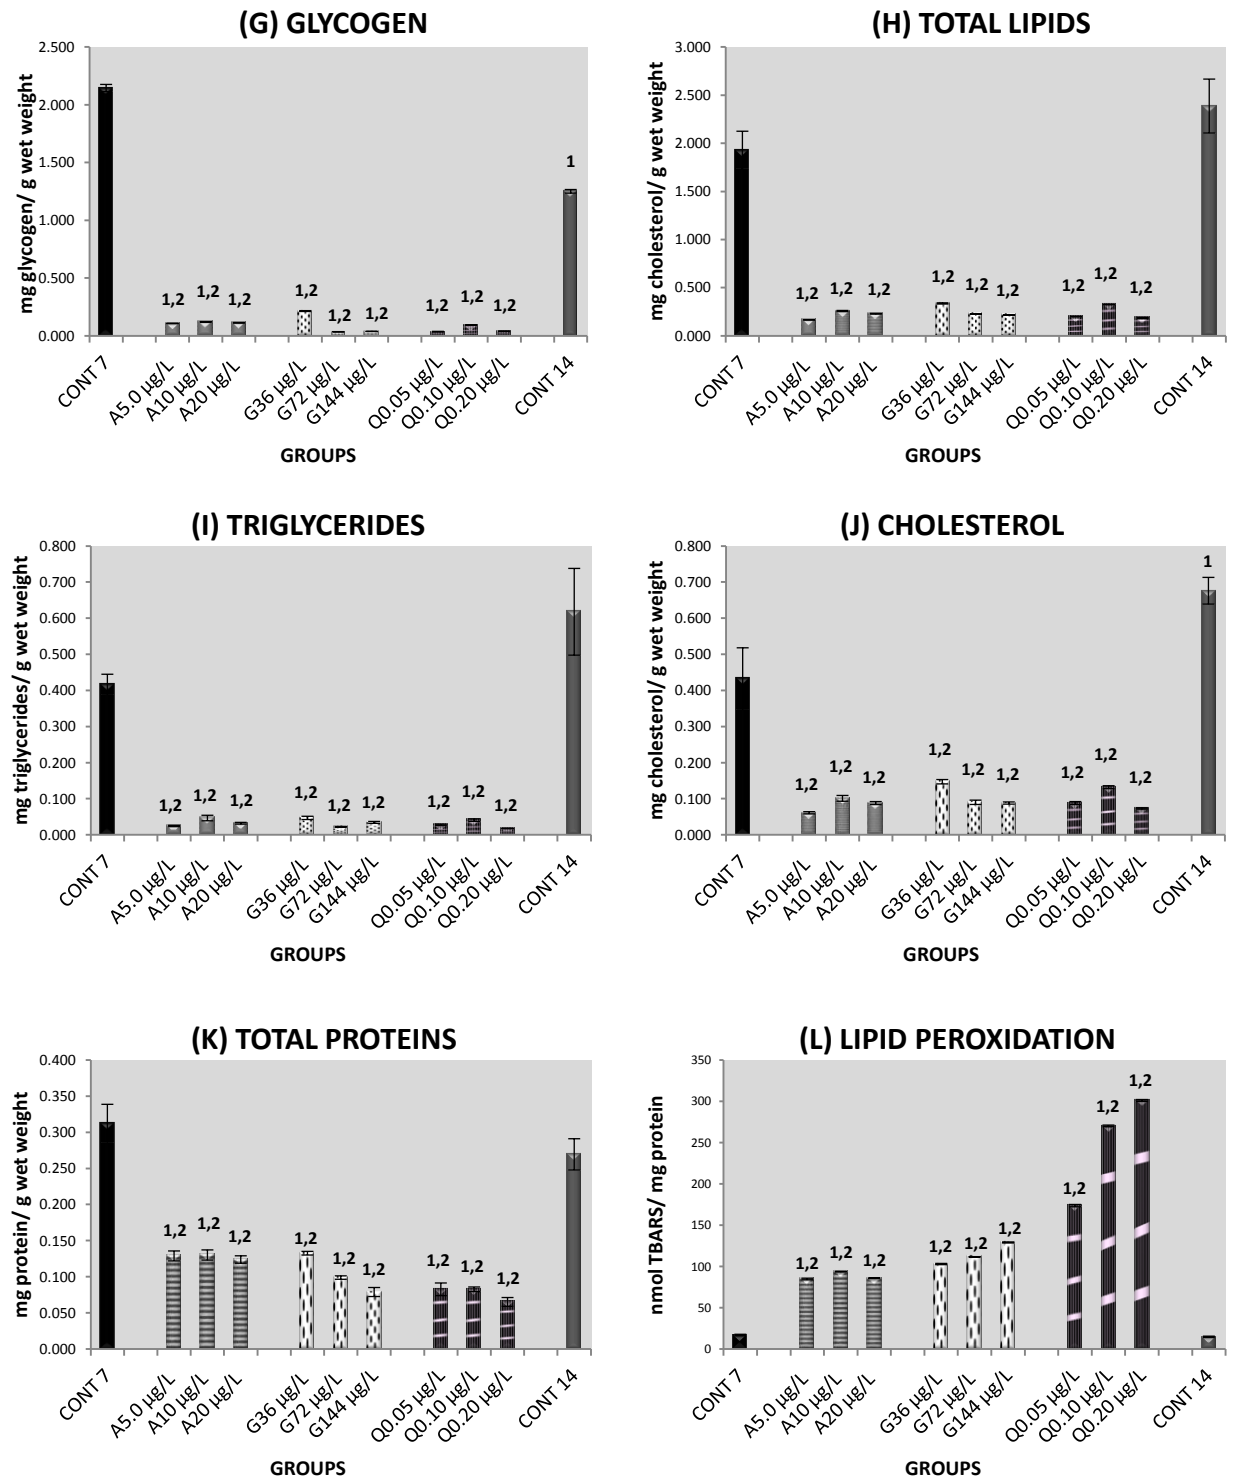 (G) GLYCOGEN
mg glycogen/ g wet weight
2.500
2.000
1.500
1.000
0.500
0.000
1,2
1,2
1,2
1,2
1,2
1,2
1,2
1,2
1,2
1
CONT 7
A5.0 µg/L
A10 µg/L
A20 µg/L
G36 µg/L
G72 µg/L
G144 µg/L
Q0.05 µg/L
Q0.10 µg/L
Q0.20 µg/L
CONT 14
GROUPS
(H) TOTAL LIPIDS
mg cholesterol/ g wet weight
3.000
2.500
2.000
1.500
1.000
0.500
0.000
1,2
1,2
1,2
1,2
1,2
1,2
1,2
1,2
1,2
CONT 7
A5.0 µg/L
A10 µg/L
A20 µg/L
G36 µg/L
G72 µg/L
G144 µg/L
Q0.05 µg/L
Q0.10 µg/L
Q0.20 µg/L
CONT 14
GROUPS
(I) TRIGLYCERIDES
mg triglycerides/ g wet weight
0.800
0.700
0.600
0.500
0.400
0.300
0.200
0.100
0.000
1,2
1,2
1,2
1,2
1,2
1,2
1,2
1,2
1,2
CONT 7
A5.0 µg/L
A10 µg/L
A20 µg/L
G36 µg/L
G72 µg/L
G144 µg/L
Q0.05 µg/L
Q0.10 µg/L
Q0.20 µg/L
CONT 14
GROUPS
(J) CHOLESTEROL
mg cholesterol/ g wet weight
0.800
0.700
0.600
0.500
0.400
0.300
0.200
0.100
0.000
1,2
1,2
1,2
1,2
1,2
1,2
1,2
1,2
1,2
1
CONT 7
A5.0 µg/L
A10 µg/L
A20 µg/L
G36 µg/L
G72 µg/L
G144 µg/L
Q0.05 µg/L
Q0.10 µg/L
Q0.20 µg/L
CONT 14
GROUPS
(K) TOTAL PROTEINS
mg protein/ g wet weight
0.400
0.350
0.300
0.250
0.200
0.150
0.100
0.050
0.000
1,2
1,2
1,2
1,2
1,2
1,2
1,2
1,2
1,2
CONT 7
A5.0 µg/L
A10 µg/L
A20 µg/L
G36 µg/L
G72 µg/L
G144 µg/L
Q0.05 µg/L
Q0.10 µg/L
Q0.20 µg/L
CONT 14
GROUPS
(L) LIPID PEROXIDATION
nmol TBARS/ mg protein
350
300
250
200
150
100
50
0
1,2
1,2
1,2
1,2
1,2
1,2
1,2
1,2
1,2
CONT 7
A5.0 µg/L
A10 µg/L
A20 µg/L
G36 µg/L
G72 µg/L
G144 µg/L
Q0.05 µg/L
Q0.10 µg/L
Q0.20 µg/L
CONT 14
GROUPS